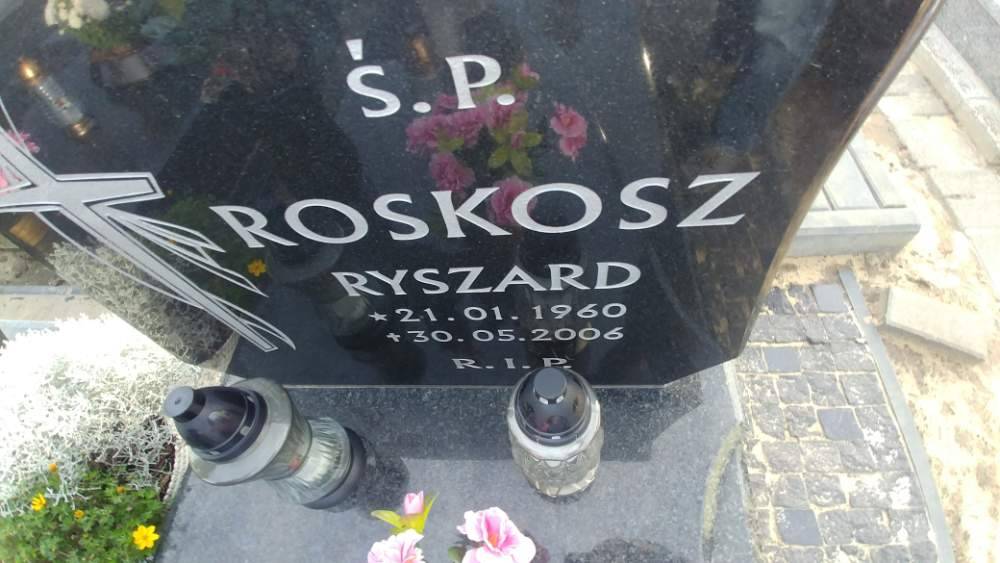 Ś.P.
ROSKOSZ
RYSZARD
★21.01.1960
✝30.05.2006
R.I.P.